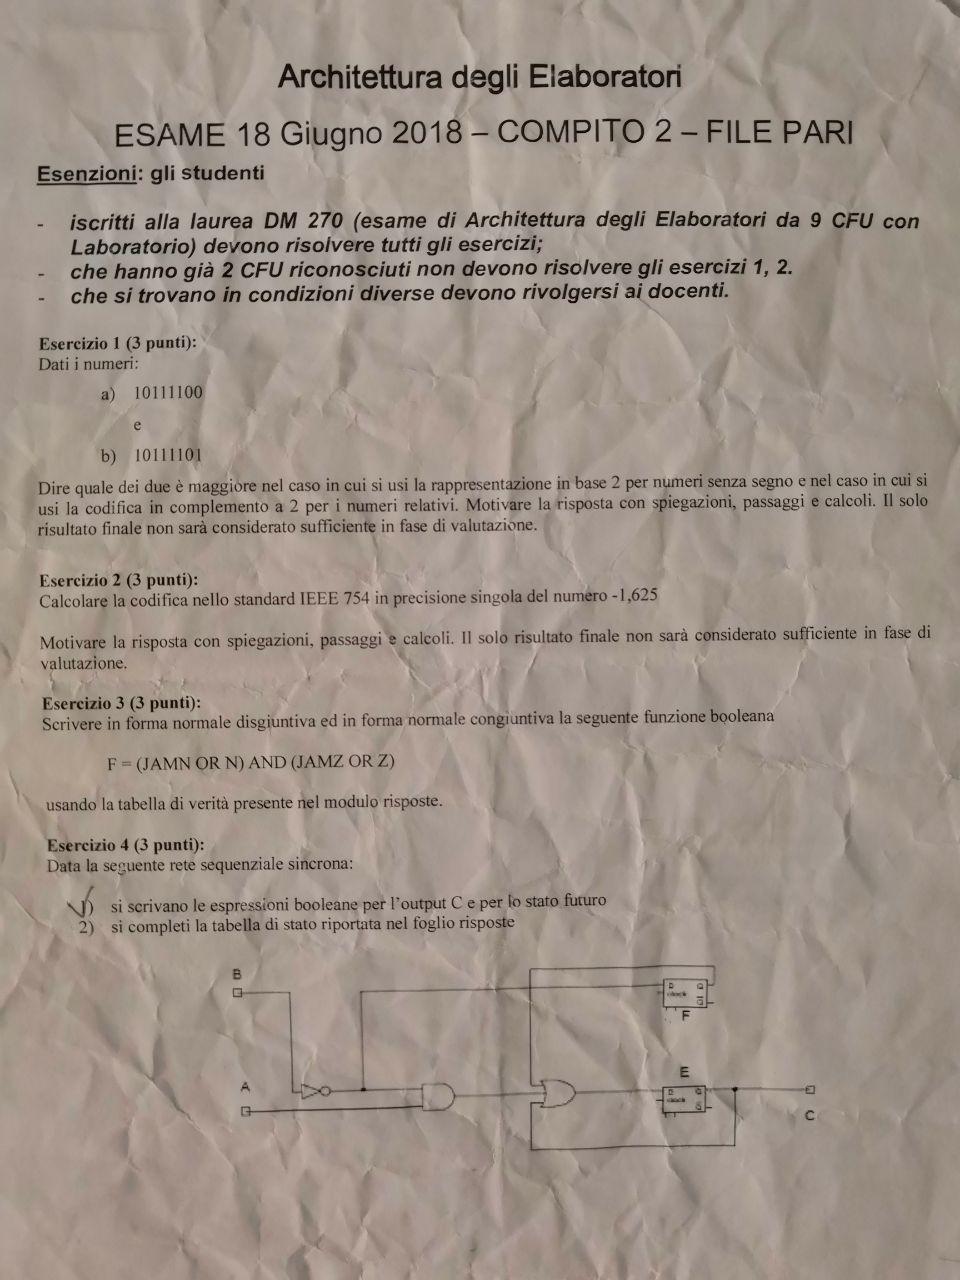 Architettura degli Elaboratori
ESAME 18 Giugno 2018 – COMPITO 2 – FILE PARI
Esenzioni: gli studenti
- iscritti alla laurea DM 270 (esame di Architettura degli Elaboratori da 9 CFU con
Laboratorio) devono risolvere tutti gli esercizi;
- che hanno già 2 CFU riconosciuti non devono risolvere gli esercizi 1, 2.
- che si trovano in condizioni diverse devono rivolgersi ai docenti.
Esercizio 1 (3 punti):
Dati i numeri:
a) 10111100
e
b) 10111101
Dire quale dei due è maggiore nel caso in cui si usi la rappresentazione in base 2 per numeri senza segno e nel caso in cui si
usi la codifica in complemento a 2 per i numeri relativi. Motivare la risposta con spiegazioni, passaggi e calcoli. Il solo
risultato finale non sarà considerato sufficiente in fase di valutazione.
Esercizio 2 (3 punti):
Calcolare la codifica nello standard IEEE 754 in precisione singola del numero -1,625
Motivare la risposta con spiegazioni, passaggi e calcoli. Il solo risultato finale non sarà considerato sufficiente in fase di
valutazione.
Esercizio 3 (3 punti):
Scrivere in forma normale disgiuntiva ed in forma normale congiuntiva la seguente funzione booleana
F = (JAMN OR N) AND (JAMZ OR Z)
usando la tabella di verità presente nel modulo risposte.
Esercizio 4 (3 punti):
Data la seguente rete sequenziale sincrona:
1) si scrivano le espressioni booleane per l'output C e per lo stato futuro
2) si completi la tabella di stato riportata nel foglio risposte
B
D Q
clock
Q
F
A
E
D Q
clock
Q
C